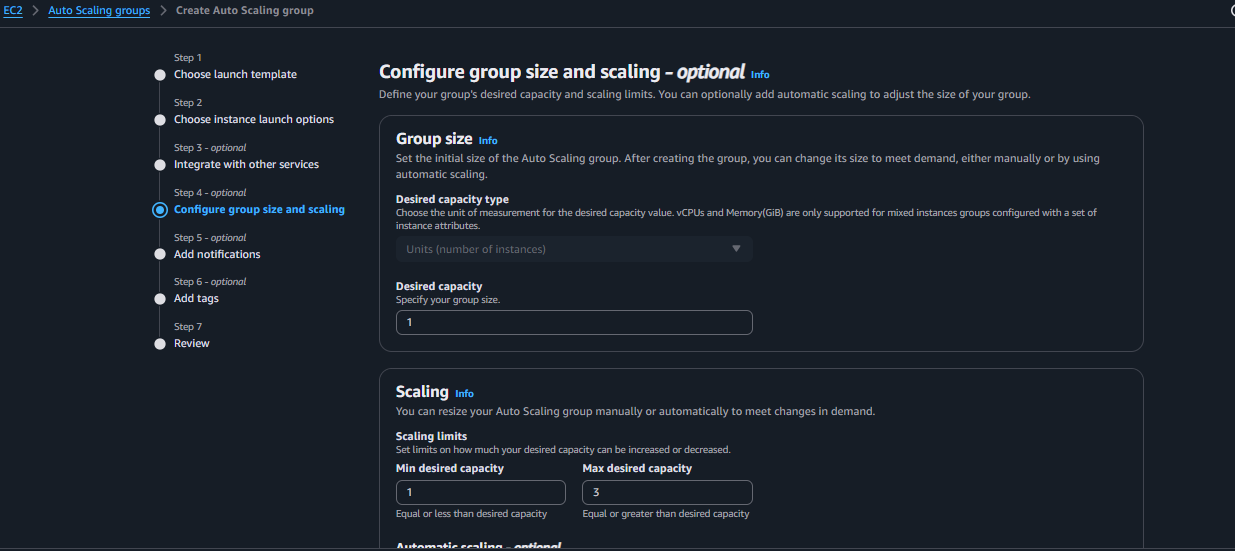 EC2 > Auto Scaling groups > Create Auto Scaling group
Step 1
Choose launch template
Step 2
Choose instance launch options
Step 3 - optional
Integrate with other services
Step 4 - optional
Configure group size and scaling
Step 5 - optional
Add notifications
Step 6 - optional
Add tags
Step 7
Review
Configure group size and scaling - optional Info
Define your group's desired capacity and scaling limits. You can optionally add automatic scaling to adjust the size of your group.
Group size Info
Set the initial size of the Auto Scaling group. After creating the group, you can change its size to meet demand, either manually or by using
automatic scaling.
Desired capacity type
Choose the unit of measurement for the desired capacity value. vCPUs and Memory(GiB) are only supported for mixed instances groups configured with a set of
instance attributes.
Units (number of instances)
Desired capacity
Specify your group size.
1
Scaling Info
You can resize your Auto Scaling group manually or automatically to meet changes in demand.
Scaling limits
Set limits on how much your desired capacity can be increased or decreased.
Min desired capacity Max desired capacity
1 3
Equal or less than desired capacity Equal or greater than desired capacity
Automatic scaling - optional